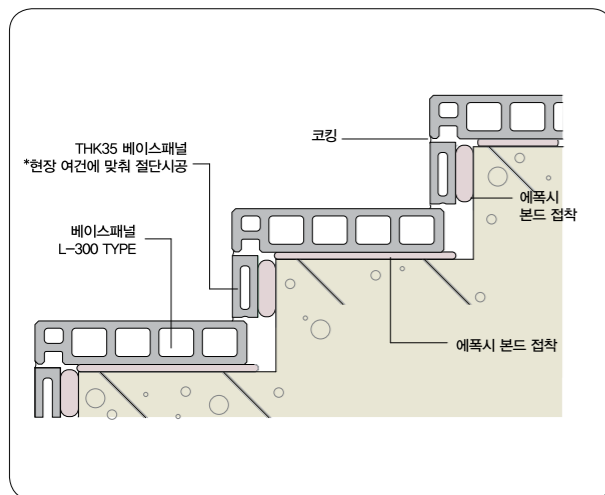 코킹
THK35 베이스패널
*현장 여건에 맞춰 절단시공
에폭시
본드 접착
베이스패널
L-300 TYPE
에폭시 본드 접착